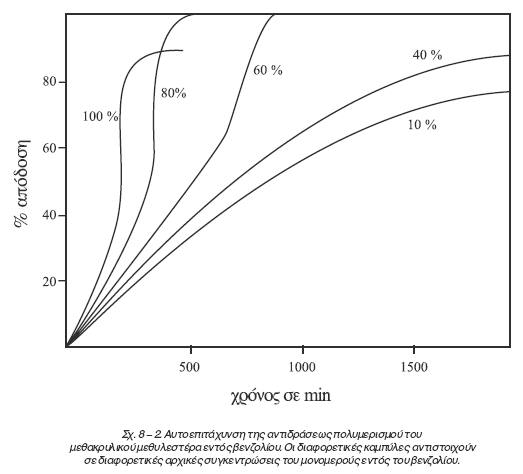 100 %
80%
60 %
40 %
10 %
80
60
40
20
% απόδοση
500
1000
1500
χρόνος σε min
Σχ. 8 – 2. Αυτοεπιτάχυνση της αντιδράσεως πολυμερισμού του
μεθακρυλικού μεθυλεστέρα εντός βενζολίου. Οι διαφορετικές καμπύλες αντιστοιχούν
σε διαφορετικές αρχικές συγκεντρώσεις του μονομερούς εντός του βενζολίου.